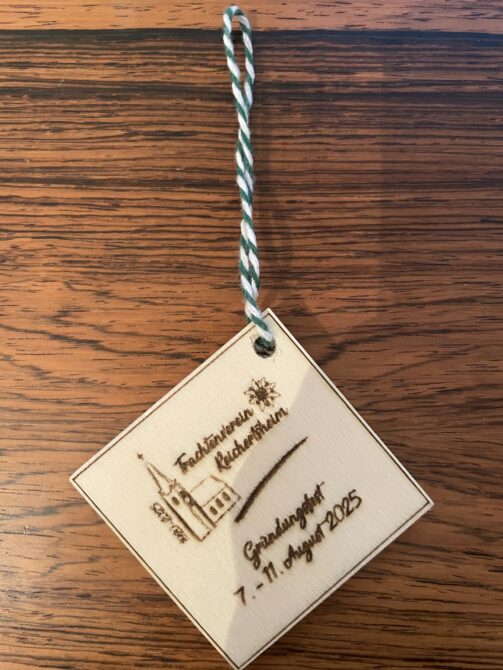 Trachtenverein
Reichertsheim
Gründungsfest
7. - 11. August 2025